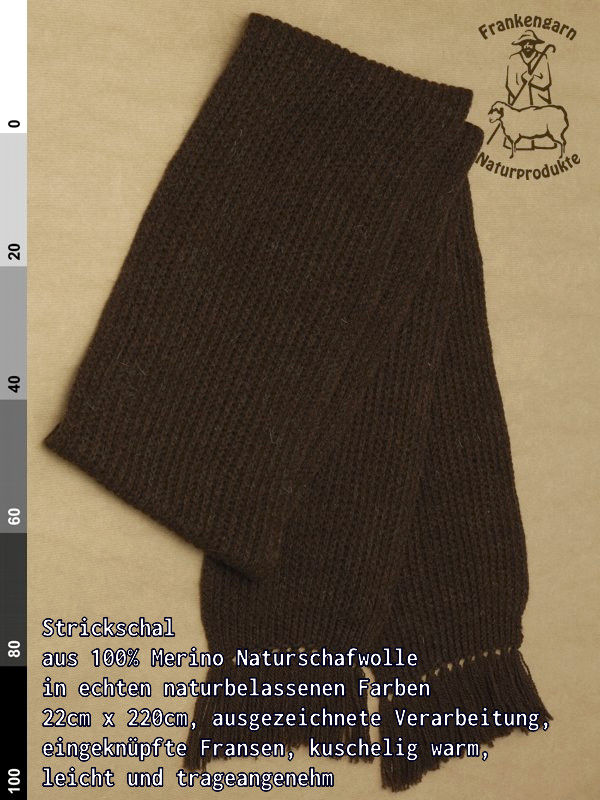 Frankengarn
Naturprodukte
0
20
40
60
80
100
Strickschal
aus 100% Merino Naturschafwolle
in echten naturbelassenen Farben
22cm x 220cm, ausgezeichnete Verarbeitung,
eingeknüpfte Fransen, kuschelig warm,
leicht und trageangenehm